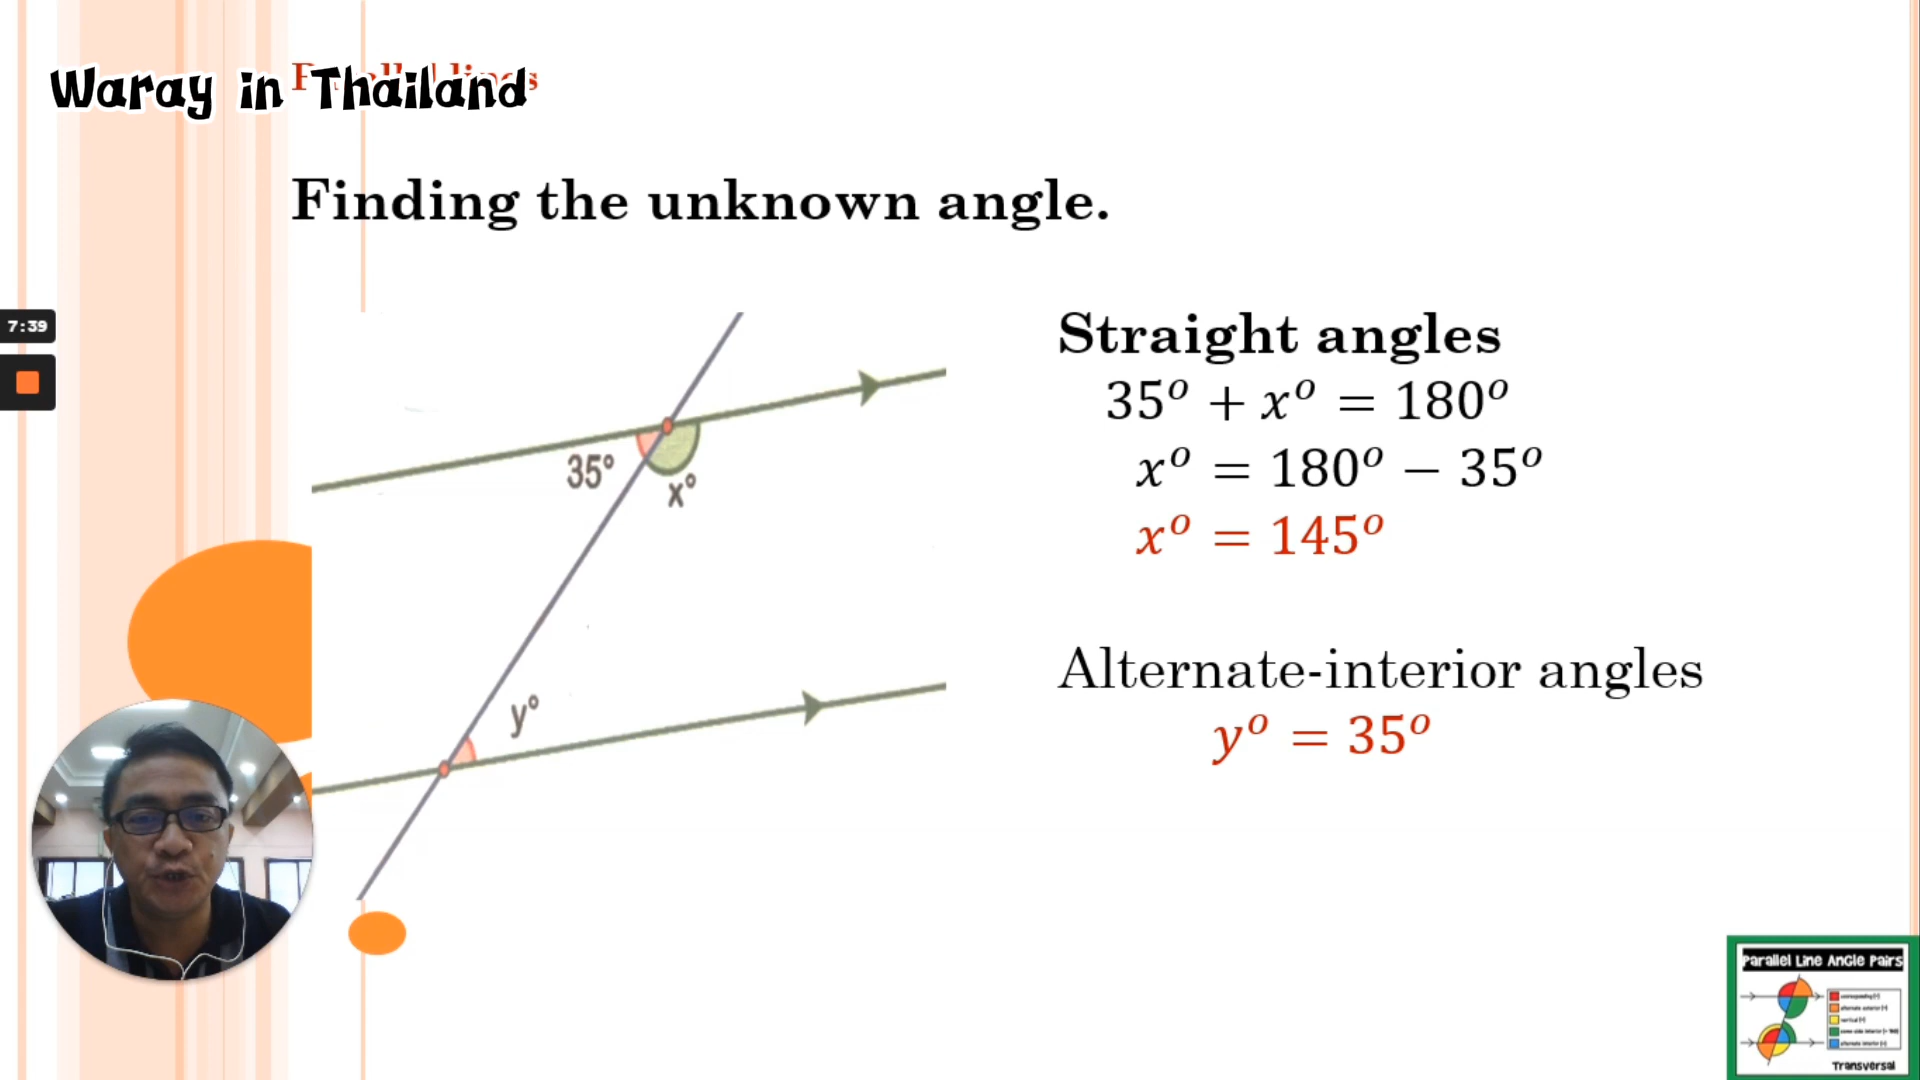 Waray in Thailand
Parallel lines
Finding the unknown angle.
7:39
35°
x°
y°
Straight angles
35° + x° = 180°
x° = 180° − 35°
x° = 145°
Alternate-interior angles
y° = 35°
Parallel Line Angle Pairs
Transversal